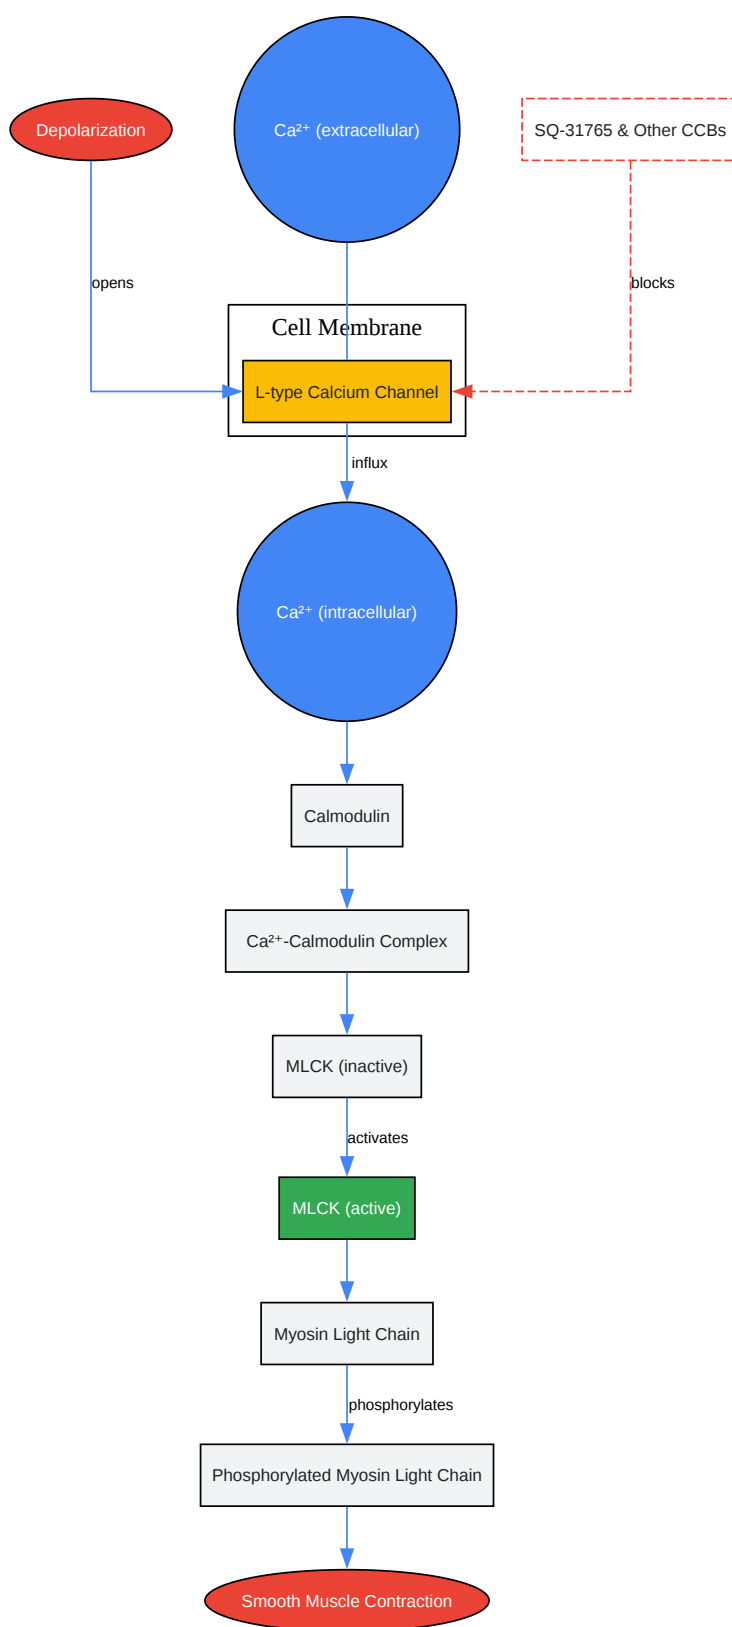 Depolarization
Ca²⁺ (extracellular)
SQ-31765 & Other CCBs
opens
blocks
Cell Membrane
L-type Calcium Channel
influx
Ca²⁺ (intracellular)
Calmodulin
Ca²⁺-Calmodulin Complex
MLCK (inactive)
activates
MLCK (active)
Myosin Light Chain
phosphorylates
Phosphorylated Myosin Light Chain
Smooth Muscle Contraction